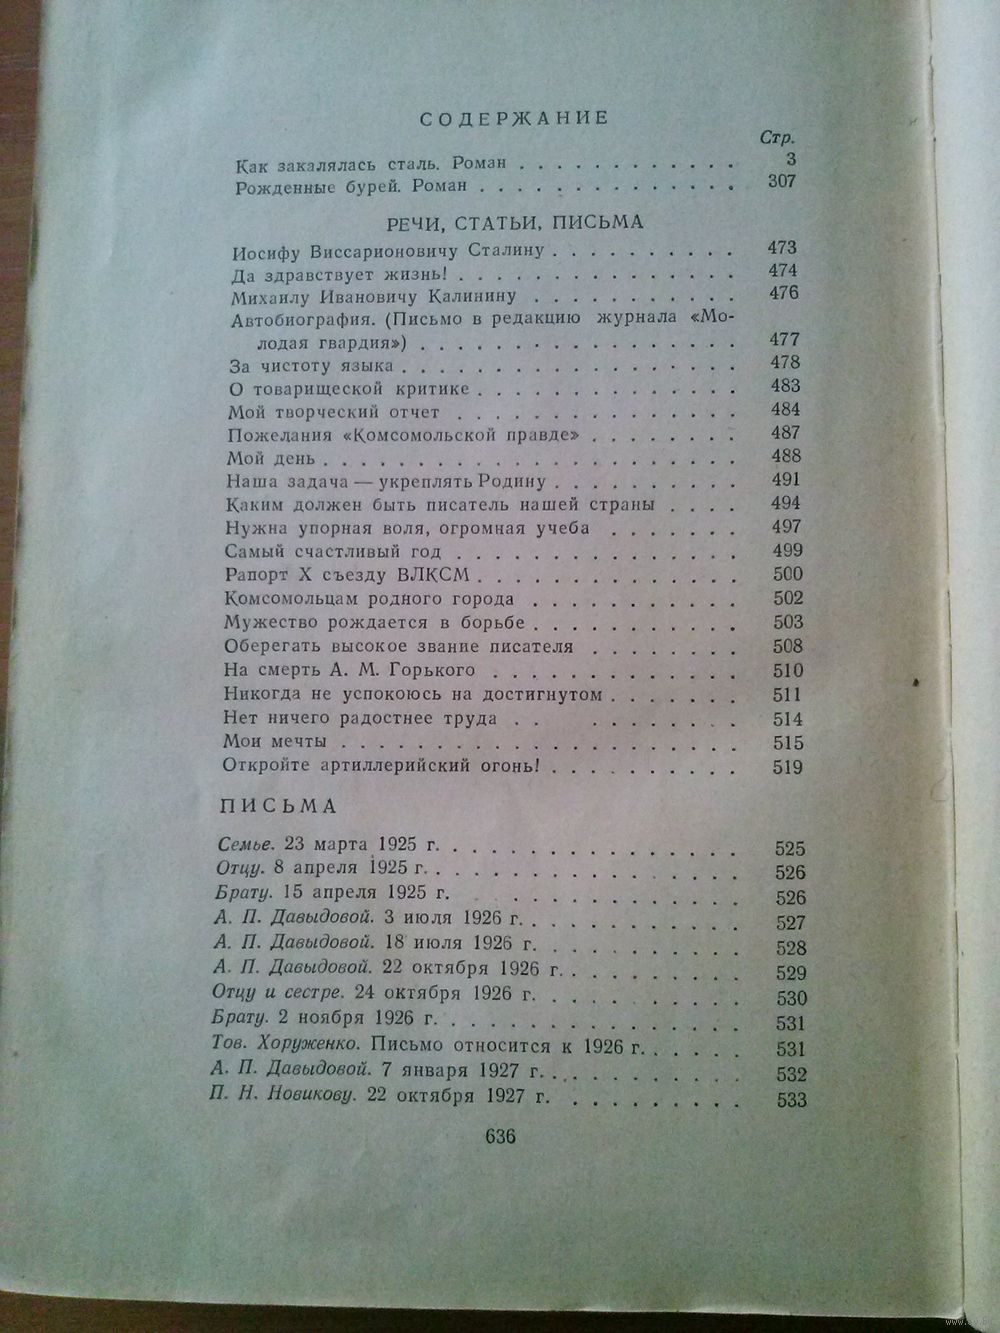 СОДЕРЖАНИЕ
Стр.
Как закалялась сталь. Роман . . . . . . . . . . . . 3
Рожденные бурей. Роман . . . . . . . . . . . . . . 307
РЕЧИ, СТАТЬИ, ПИСЬМА
Иосифу Виссарионовичу Сталину . . . . . . . . . . 473
Да здравствует жизнь! . . . . . . . . . . . . . . . 474
Михаилу Ивановичу Калинину . . . . . . . . . . . 476
Автобиография. (Письмо в редакцию журнала «Мо-
лодая гвардия») . . . . . . . . . . . . . . . . . 477
За чистоту языка . . . . . . . . . . . . . . . . . . 478
О товарищеской критике . . . . . . . . . . . . . . 483
Мой творческий отчет . . . . . . . . . . . . . . . 484
Пожелания «Комсомольской правде» . . . . . . . . 487
Мой день . . . . . . . . . . . . . . . . . . . . . . 488
Наша задача — укреплять Родину . . . . . . . . . . 491
Каким должен быть писатель нашей страны . . . . 494
Нужна упорная воля, огромная учеба . . . . . . . 497
Самый счастливый год . . . . . . . . . . . . . . . 499
Рапорт X съезду ВЛКСМ . . . . . . . . . . . . . . 500
Комсомольцам родного города . . . . . . . . . . . 502
Мужество рождается в борьбе . . . . . . . . . . . 503
Оберегать высокое звание писателя . . . . . . . . 508
На смерть А. М. Горького . . . . . . . . . . . . . 510
Никогда не успокоюсь на достигнутом . . . . . . . 511
Нет ничего радостнее труда . . . . . . . . . . 514
Мои мечты . . . . . . . . . . . . . . . . . . . . . 515
Откройте артиллерийский огонь! . . . . . . . . . . 519
ПИСЬМА
Семье. 23 марта 1925 г. . . . . . . . . . . . . . . . . 525
Отцу. 8 апреля 1925 г. . . . . . . . . . . . . . . . . . 526
Брату. 15 апреля 1925 г. . . . . . . . . . . . . . . 526
А. П. Давыдовой. 3 июля 1926 г. . . . . . . . . . . . 527
А. П. Давыдовой. 18 июля 1926 г. . . . . . . . . . . 528
А. П. Давыдовой. 22 октября 1926 г. . . . . . . . . . 529
Отцу и сестре. 24 октября 1926 г. . . . . . . . . . . 530
Брату. 2 ноября 1926 г. . . . . . . . . . . . . . . . . 531
Тов. Хоруженко. Письмо относится к 1926 г. . . . . . 531
А. П. Давыдовой. 7 января 1927 г. . . . . . . . . . . 532
П. Н. Новикову. 22 октября 1927 г. . . . . . . . . . 533
636